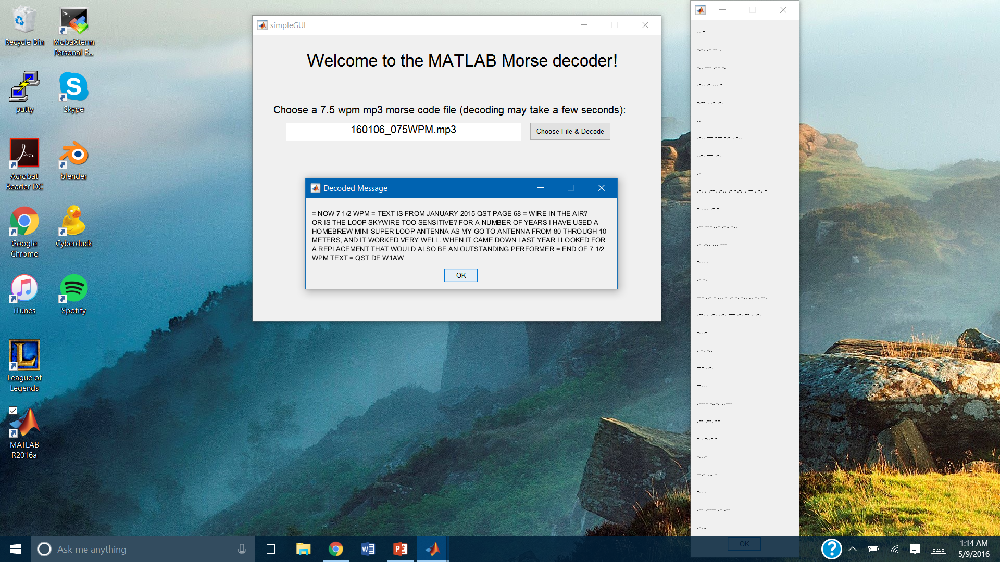 Recycle Bin
MobaXterm
Personal E...
putty
Skype
Acrobat
Reader DC
blender
Google
Chrome
Cyberduck
iTunes
Spotify
League of
Legends
MATLAB
R2016a
simpleGUI
Welcome to the MATLAB Morse decoder!
Choose a 7.5 wpm mp3 morse code file (decoding may take a few seconds):
160106_075WPM.mp3
Choose File & Decode
Decoded Message
= NOW 7 1/2 WPM = TEXT IS FROM JANUARY 2015 QST PAGE 68 = WIRE IN THE AIR?
OR IS THE LOOP SKYWIRE TOO SENSITIVE? FOR A NUMBER OF YEARS I HAVE USED A
HOMEBREW MINI SUPER LOOP ANTENNA AS MY GO TO ANTENNA FROM 80 THROUGH 10
METERS, AND IT WORKED VERY WELL. WHEN IT CAME DOWN LAST YEAR I LOOKED FOR
A REPLACEMENT THAT WOULD ALSO BE AN OUTSTANDING PERFORMER = END OF 7 1/2
WPM TEXT = QST DE W1AW
OK
.. -
-.-. .- -- .
-.. --- .-- -.
.-.. .- ... -
-.-- . .- .-.
..
.-.. --- --- -.- . -..
..-. --- .-.
.-
.-. . .--. .-.. .- -.-. . -- . -. -
- .... .- -
.-- --- ..- .-.. -..
.- .-.. ... ---
-... .
.- -.
--- ..- - ... - .- -. -.. .. -. --.
.--. . .-. ..-. --- .-. -- . .-.
-...-
. -. -..
--- ..-.
--...
.---- -..-. ..---
.-- .--. --
- . -..- -
-...-
--.- ... -
-.. .
.-- .---- .- .--
.-...
OK
Ask me anything
1:14 AM
5/9/2016